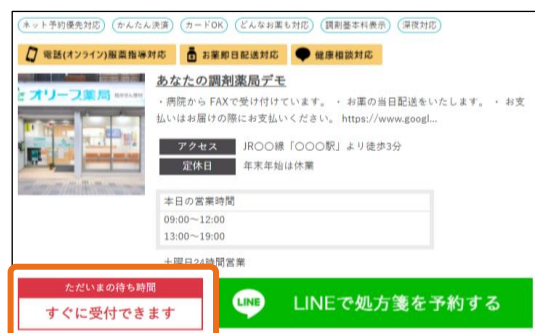 ネット予約優先対応 かんたん決済 カードOK どんなお薬も対応 調剤基本料表示 深夜対応
電話(オンライン)服薬指導対応 お薬即日配送対応 健康相談対応
あなたの調剤薬局デモ
オリーブ薬局
・病院からFAXで受け付けています。 ・お薬の当日配送をいたします。 ・お支
払いはお届けの際にお支払いください。 https://www.googl...
アクセス JR〇〇線「〇〇〇駅」より徒歩3分
定休日 年末年始は休業
本日の営業時間
09:00〜12:00
13:00〜19:00
土曜日24時間営業
ただいまの待ち時間
すぐに受付できます
LINE LINEで処方箋を予約する